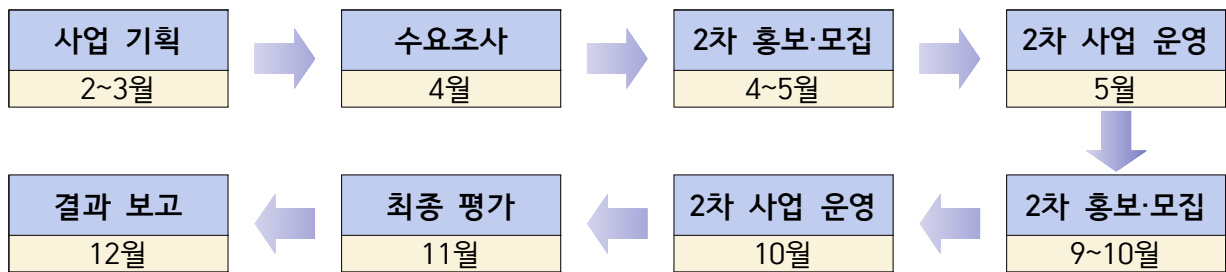 사업 기획
2~3월
수요조사
4월
2차 홍보·모집
4~5월
2차 사업 운영
5월
2차 홍보·모집
9~10월
2차 사업 운영
10월
최종 평가
11월
결과 보고
12월